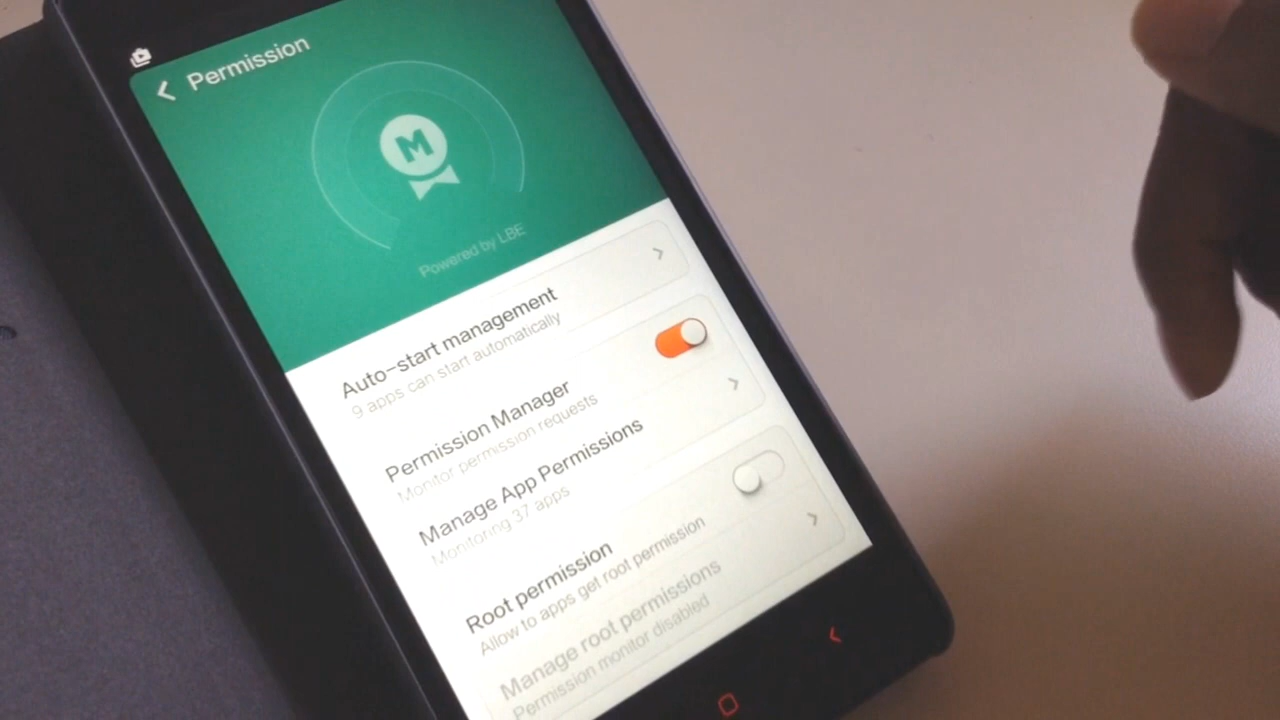 Permission
M
Powered by LBE
Auto-start management
9 apps can start automatically
Permission Manager
Monitor permission requests
Manage App Permissions
Monitoring 37 apps
Root permission
Allow to apps get root permission
Manage root permissions
Permission monitor disabled